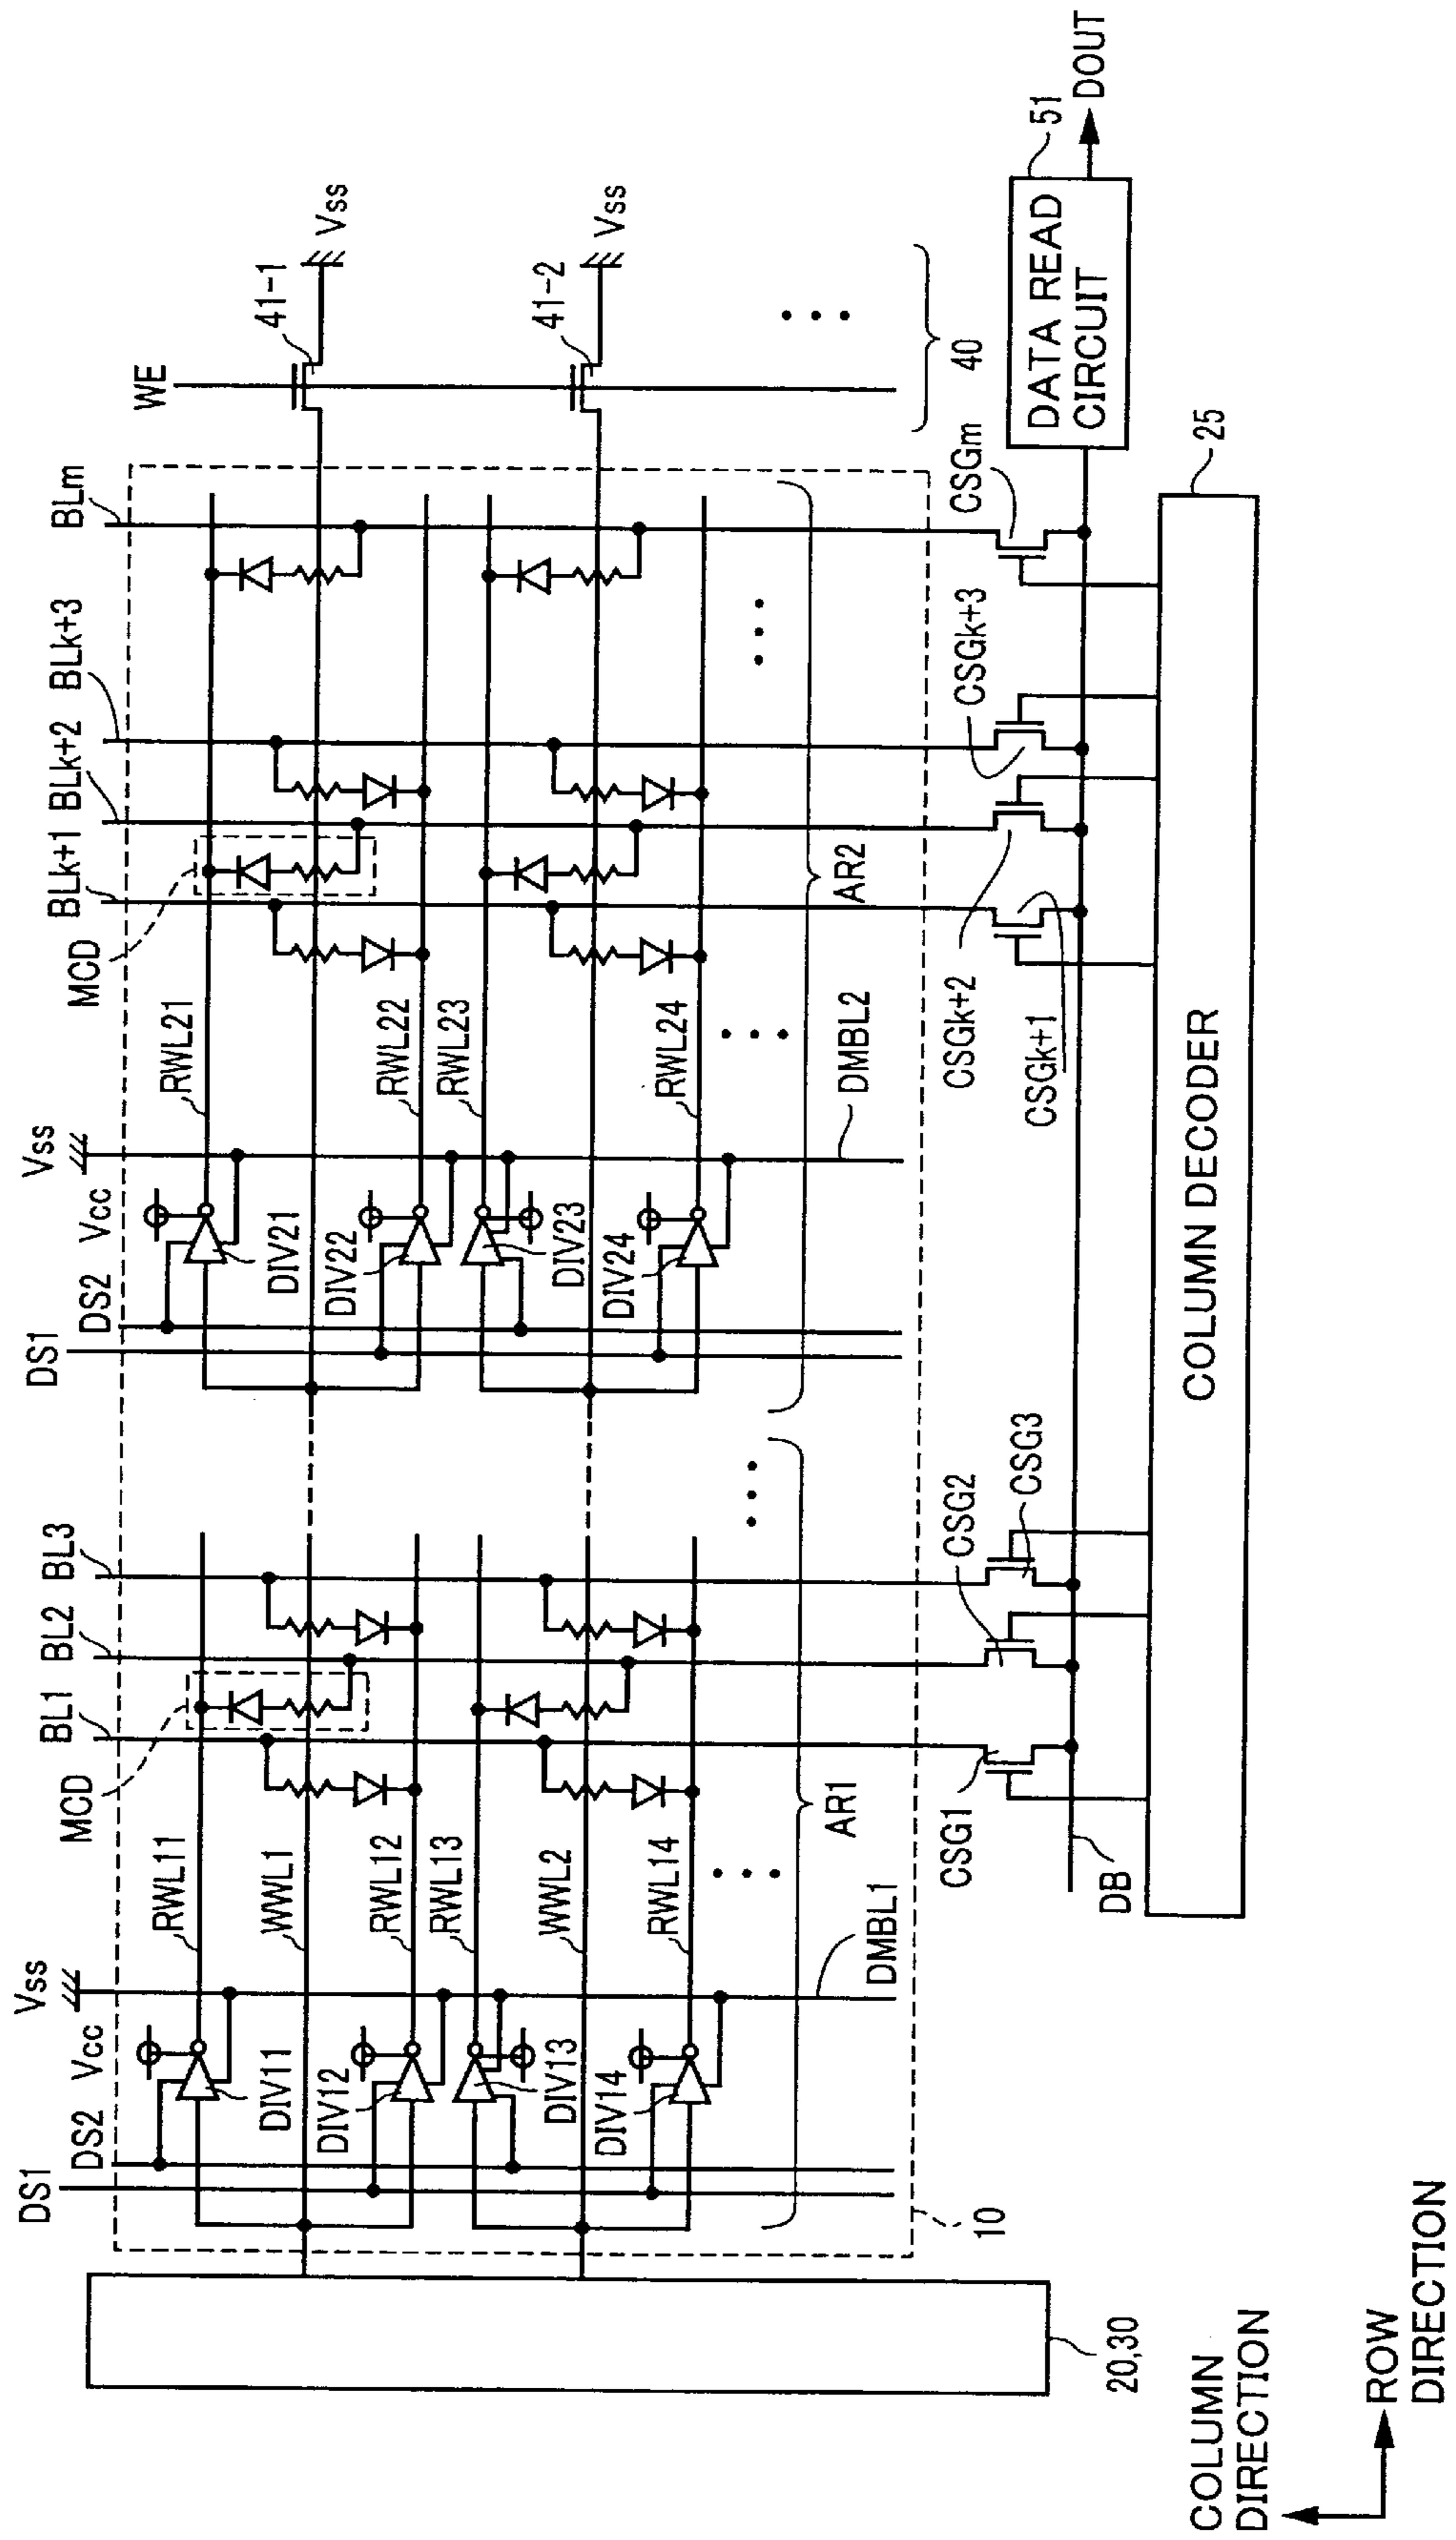 DS1
DS2
Vcc
Vss
MCD
BL1
BL2
BL3
DS1
DS2
Vcc
Vss
MCD
BLk+1
BLk+2
BLk+3
BLm
WE
41-1
Vss
RWL11
RWL21
DIV11
WWL1
DIV21
DIV12
RWL12
DIV22
RWL22
RWL13
RWL23
41-2
Vss
DIV13
WWL2
DIV23
DIV14
RWL14
DIV24
RWL24
AR1
AR2
DMBL1
DMBL2
10
40
CSG1
CSG2
CSG3
CSGk+2
CSGk+1
CSGk+3
CSGm
DATA READ
CIRCUIT
51
DOUT
DB
20,30
COLUMN DECODER
25
COLUMN
DIRECTION
ROW
DIRECTION